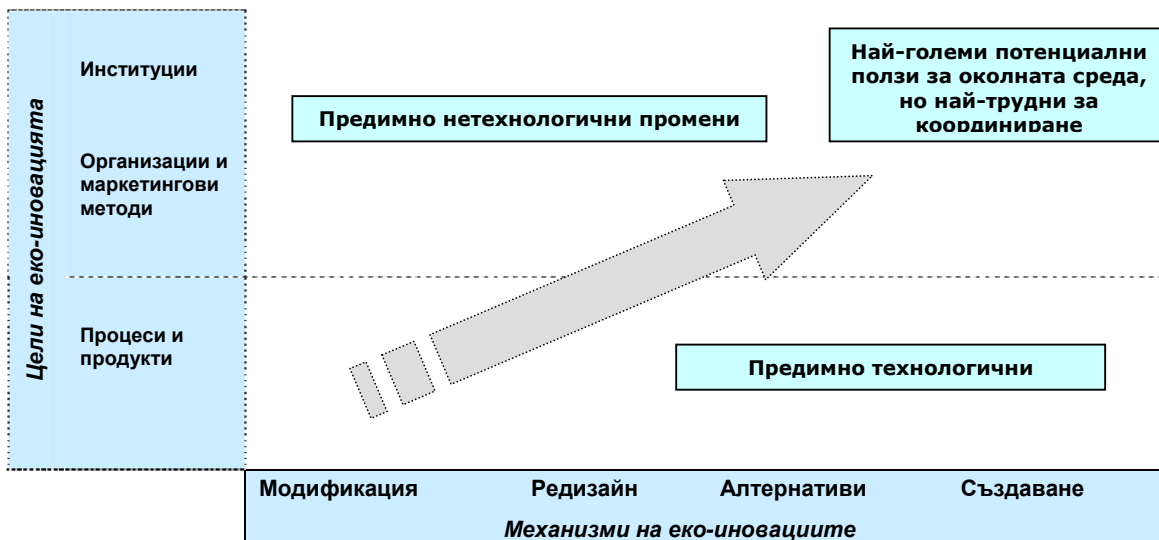 Цели на еко-иновацията
Институции
Организации и
маркетингови
методи
Процеси и
продукти
Предимно нетехнологични промени
Най-големи потенциални
ползи за околната среда,
но най-трудни за
координиране
Предимно технологични
Модификация Редизайн Алтернативи Създаване
Механизми на еко-иновациите